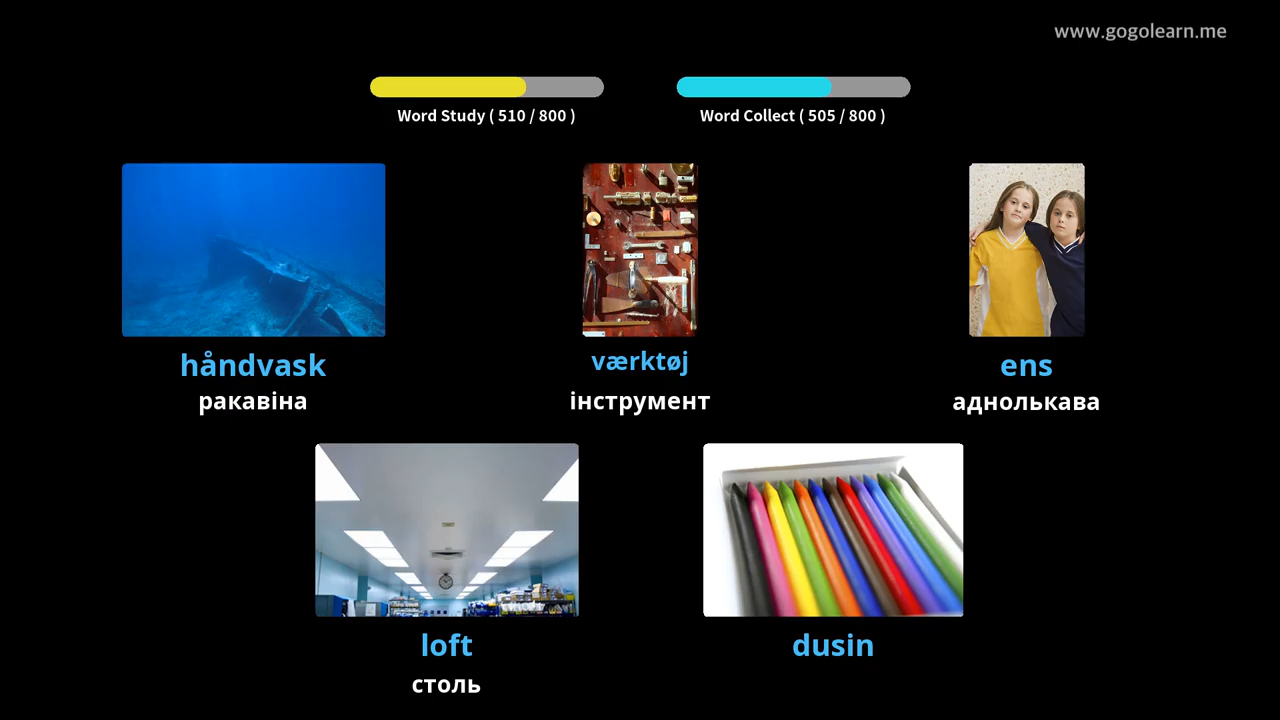 www.gogolearn.me
Word Study ( 510 / 800 )
Word Collect ( 505 / 800 )
håndvask
værktøj
ens
ракавіна
інструмент
аднолькава
loft
dusin
столь